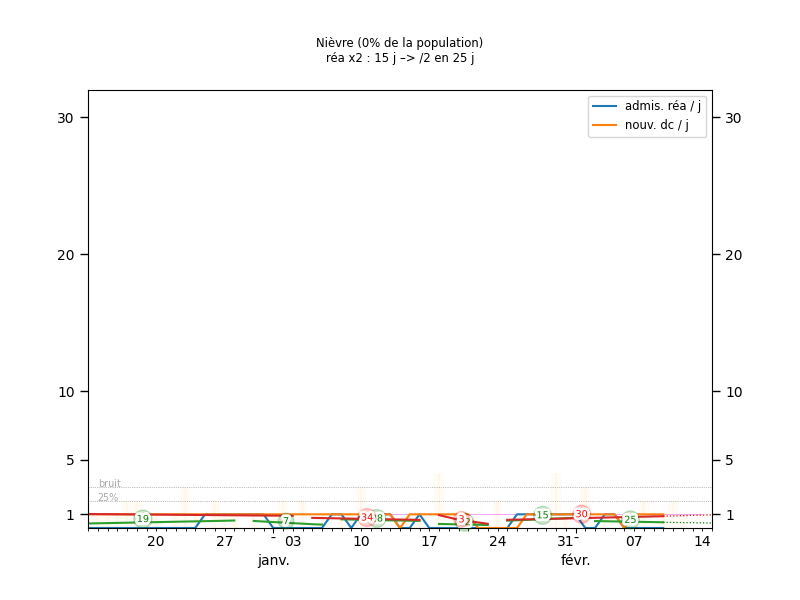 Nièvre (0% de la population)
réa x2 : 15 j –> /2 en 25 j
admis. réa / j
nouv. dc / j
30 30
20 20
10 10
5 5
bruit
25%
1 1
19 7 34 8 3 15 30 25
20 27 - 03 10 17 24 31- 07 14
janv. févr.